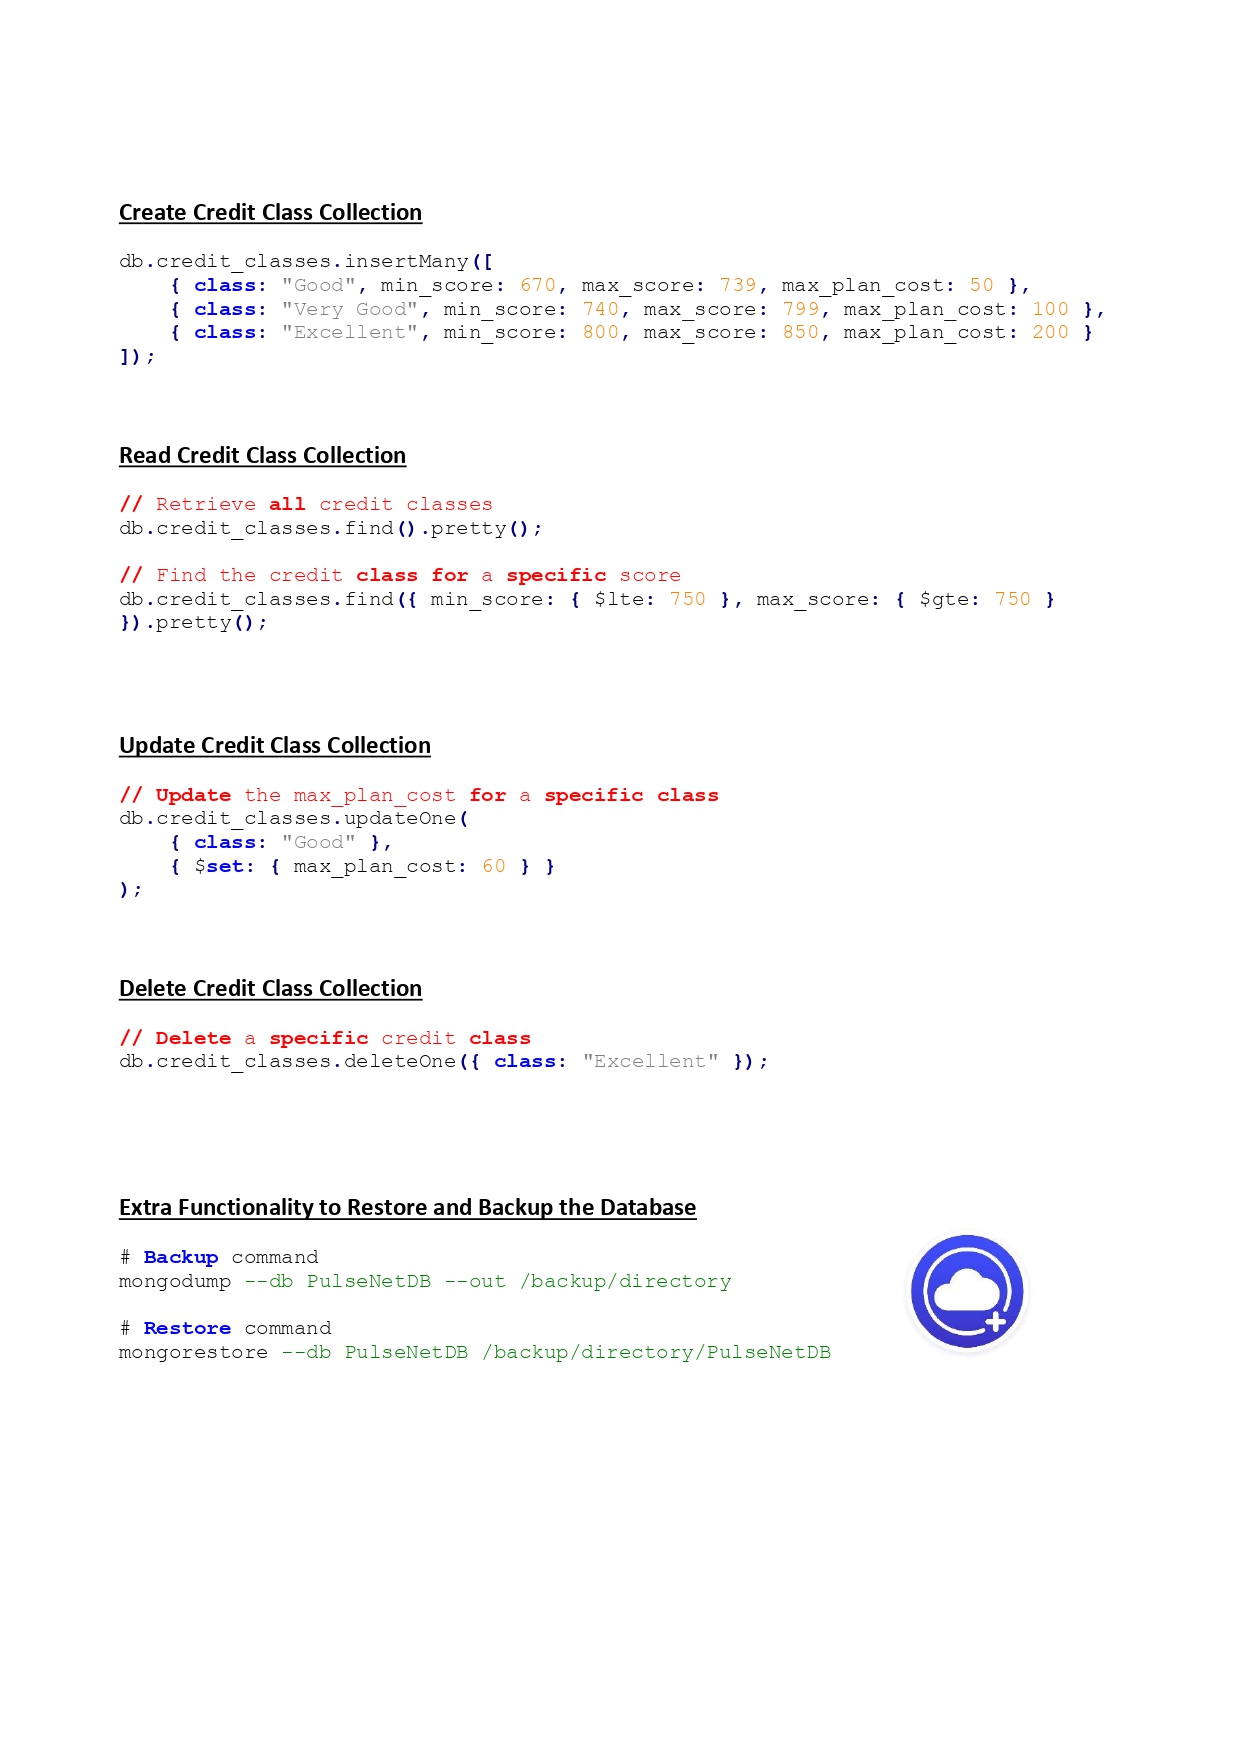 Create Credit Class Collection
db.credit_classes.insertMany([
    { class: "Good", min_score: 670, max_score: 739, max_plan_cost: 50 },
    { class: "Very Good", min_score: 740, max_score: 799, max_plan_cost: 100 },
    { class: "Excellent", min_score: 800, max_score: 850, max_plan_cost: 200 }
]);
Read Credit Class Collection
// Retrieve all credit classes
db.credit_classes.find().pretty();
// Find the credit class for a specific score
db.credit_classes.find({ min_score: { $lte: 750 }, max_score: { $gte: 750 }
}).pretty();
Update Credit Class Collection
// Update the max_plan_cost for a specific class
db.credit_classes.updateOne(
    { class: "Good" },
    { $set: { max_plan_cost: 60 } }
);
Delete Credit Class Collection
// Delete a specific credit class
db.credit_classes.deleteOne({ class: "Excellent" });
Extra Functionality to Restore and Backup the Database
# Backup command
mongodump --db PulseNetDB --out /backup/directory
# Restore command
mongorestore --db PulseNetDB /backup/directory/PulseNetDB